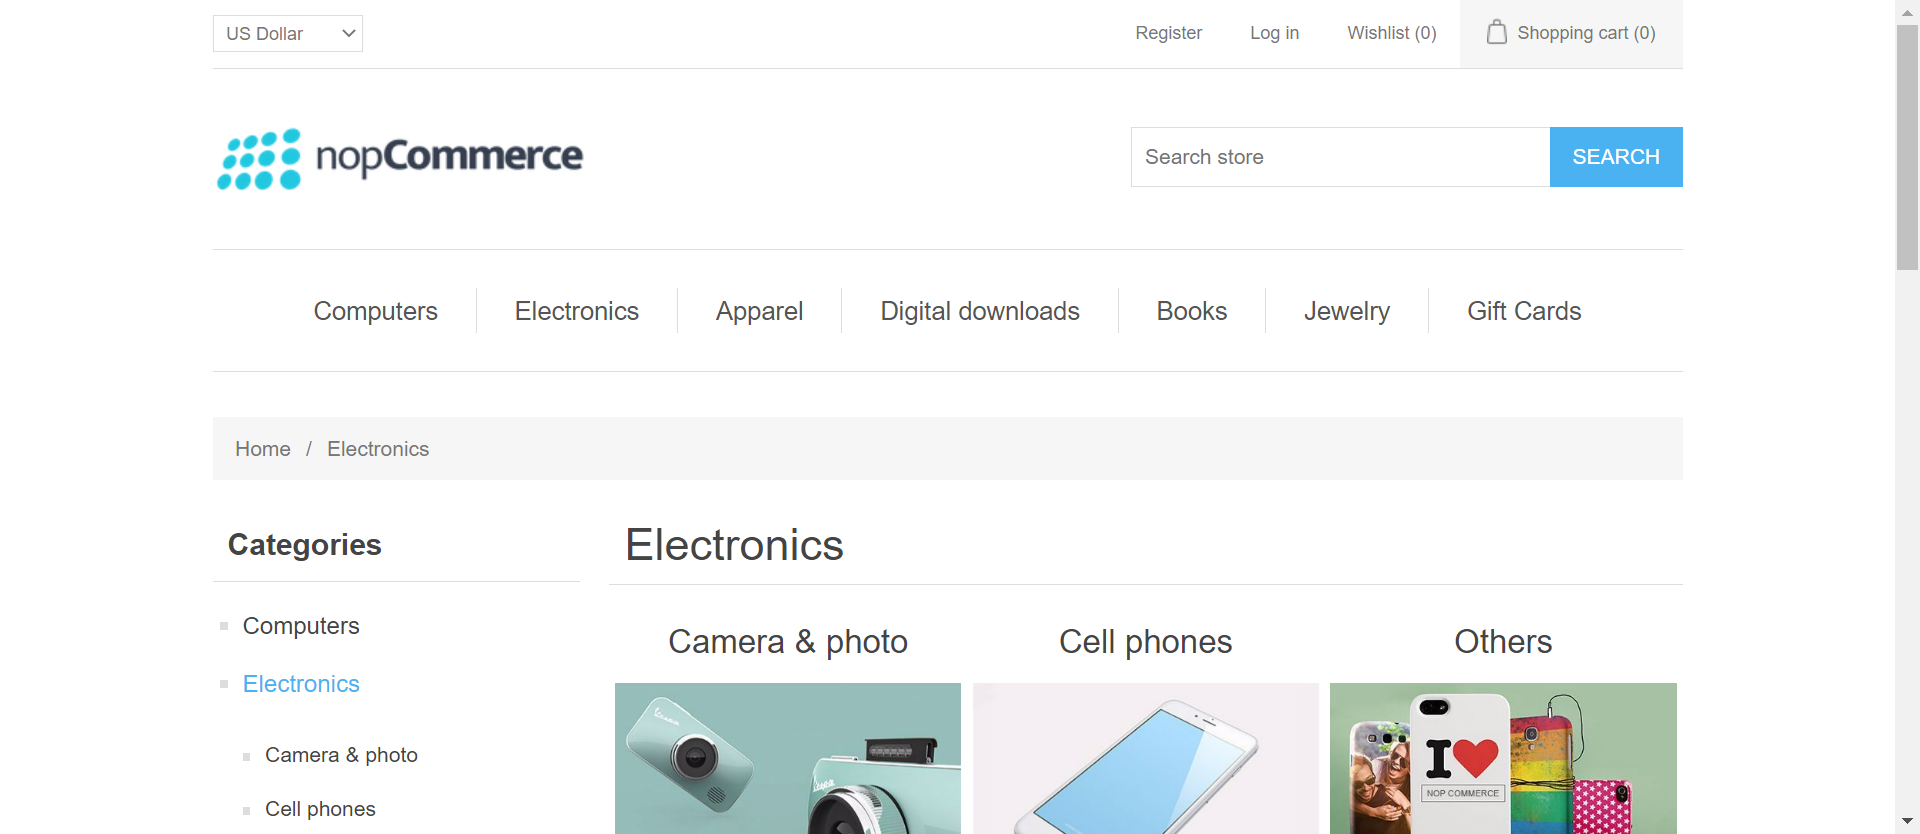 US Dollar
Register
Log in
Wishlist (0)
Shopping cart (0)
nopCommerce
Search store
SEARCH
Computers
Electronics
Apparel
Digital downloads
Books
Jewelry
Gift Cards
Home / Electronics
Categories
Computers
Electronics
Camera & photo
Cell phones
Electronics
Camera & photo
Cell phones
Others
I
NOP COMMERCE